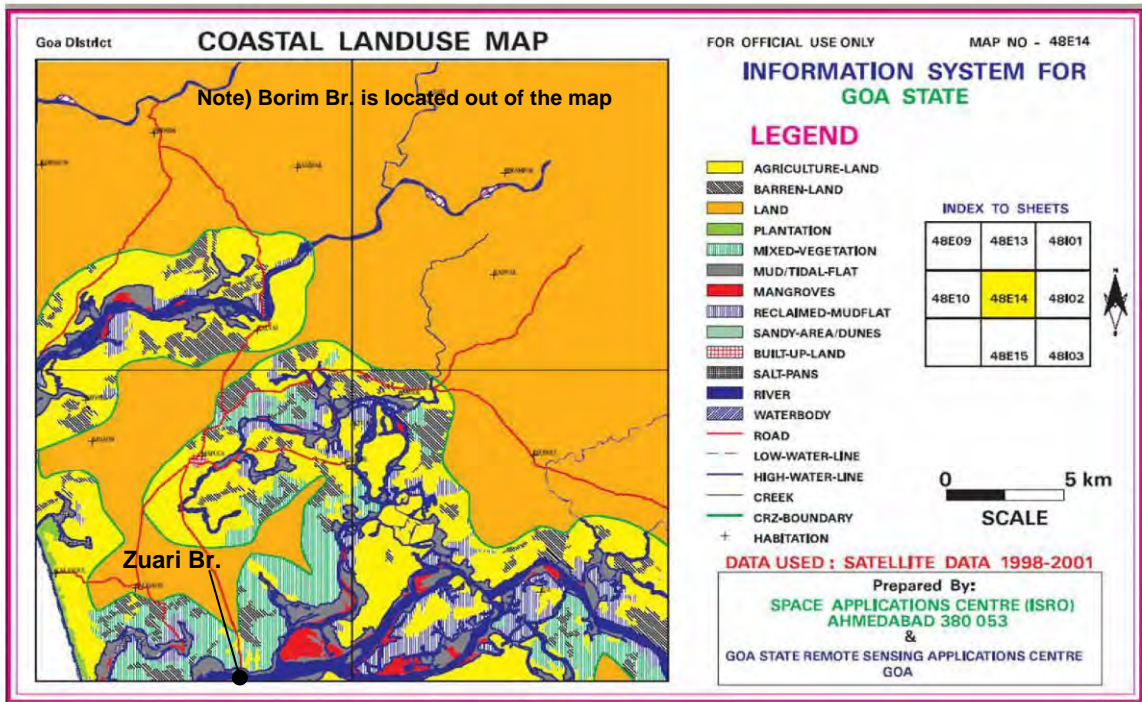 Goa District
COASTAL LANDUSE MAP
Note) Borim Br. is located out of the map
Zuari Br.
FOR OFFICIAL USE ONLY
MAP NO - 48E14
INFORMATION SYSTEM FOR
GOA STATE
LEGEND
AGRICULTURE-LAND
BARREN-LAND
LAND
PLANTATION
MIXED-VEGETATION
MUD/TIDAL-FLAT
MANGROVES
RECLAIMED-MUDFLAT
SANDY-AREA/DUNES
BUILT-UP-LAND
SALT-PANS
RIVER
WATERBODY
ROAD
LOW-WATER-LINE
HIGH-WATER-LINE
CREEK
CRZ-BOUNDARY
HABITATION
INDEX TO SHEETS
48E09 48E13 48I01
48E10 48E14 48I02
48E15 48I03
N
0 5 km
SCALE
DATA USED : SATELLITE DATA 1998-2001
Prepared By:
SPACE APPLICATIONS CENTRE (ISRO)
AHMEDABAD 380 053
&
GOA STATE REMOTE SENSING APPLICATIONS CENTRE
GOA